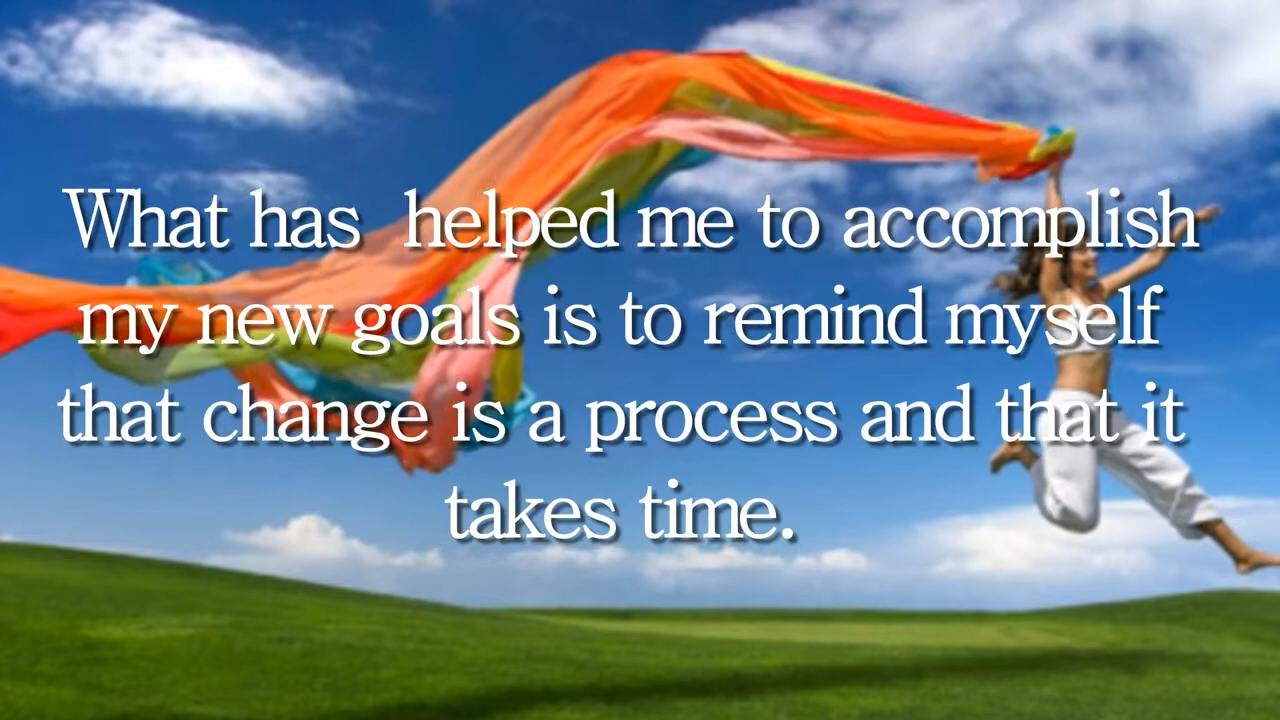 What has  helped me to accomplish
my new goals is to remind myself
that change is a process and that it
takes time.